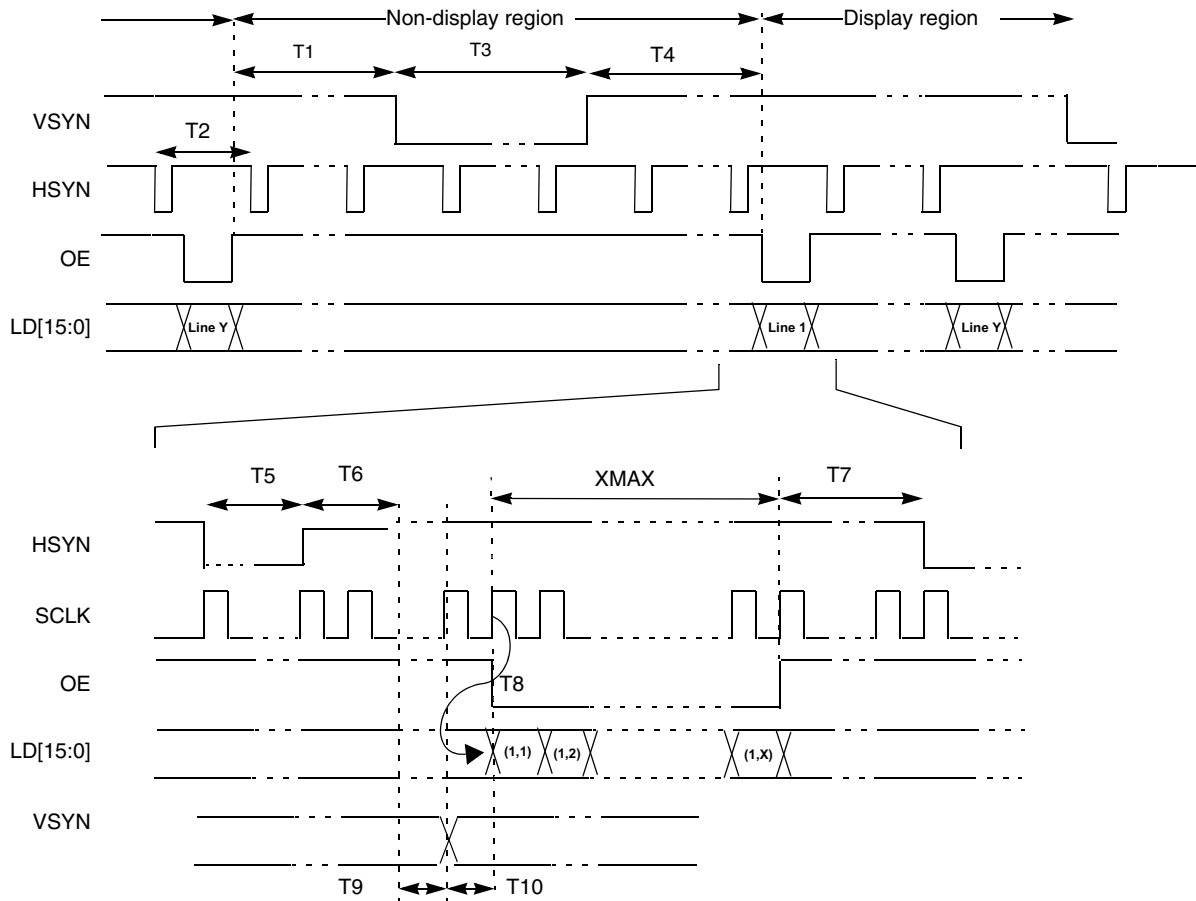 Non-display region Display region
T1 T3 T4
VSYN
T2
HSYN
OE
LD[15:0] Line Y Line 1 Line Y
T5 T6 XMAX T7
HSYN
SCLK
OE T8
LD[15:0] (1,1) (1,2) (1,X)
VSYN
T9 T10